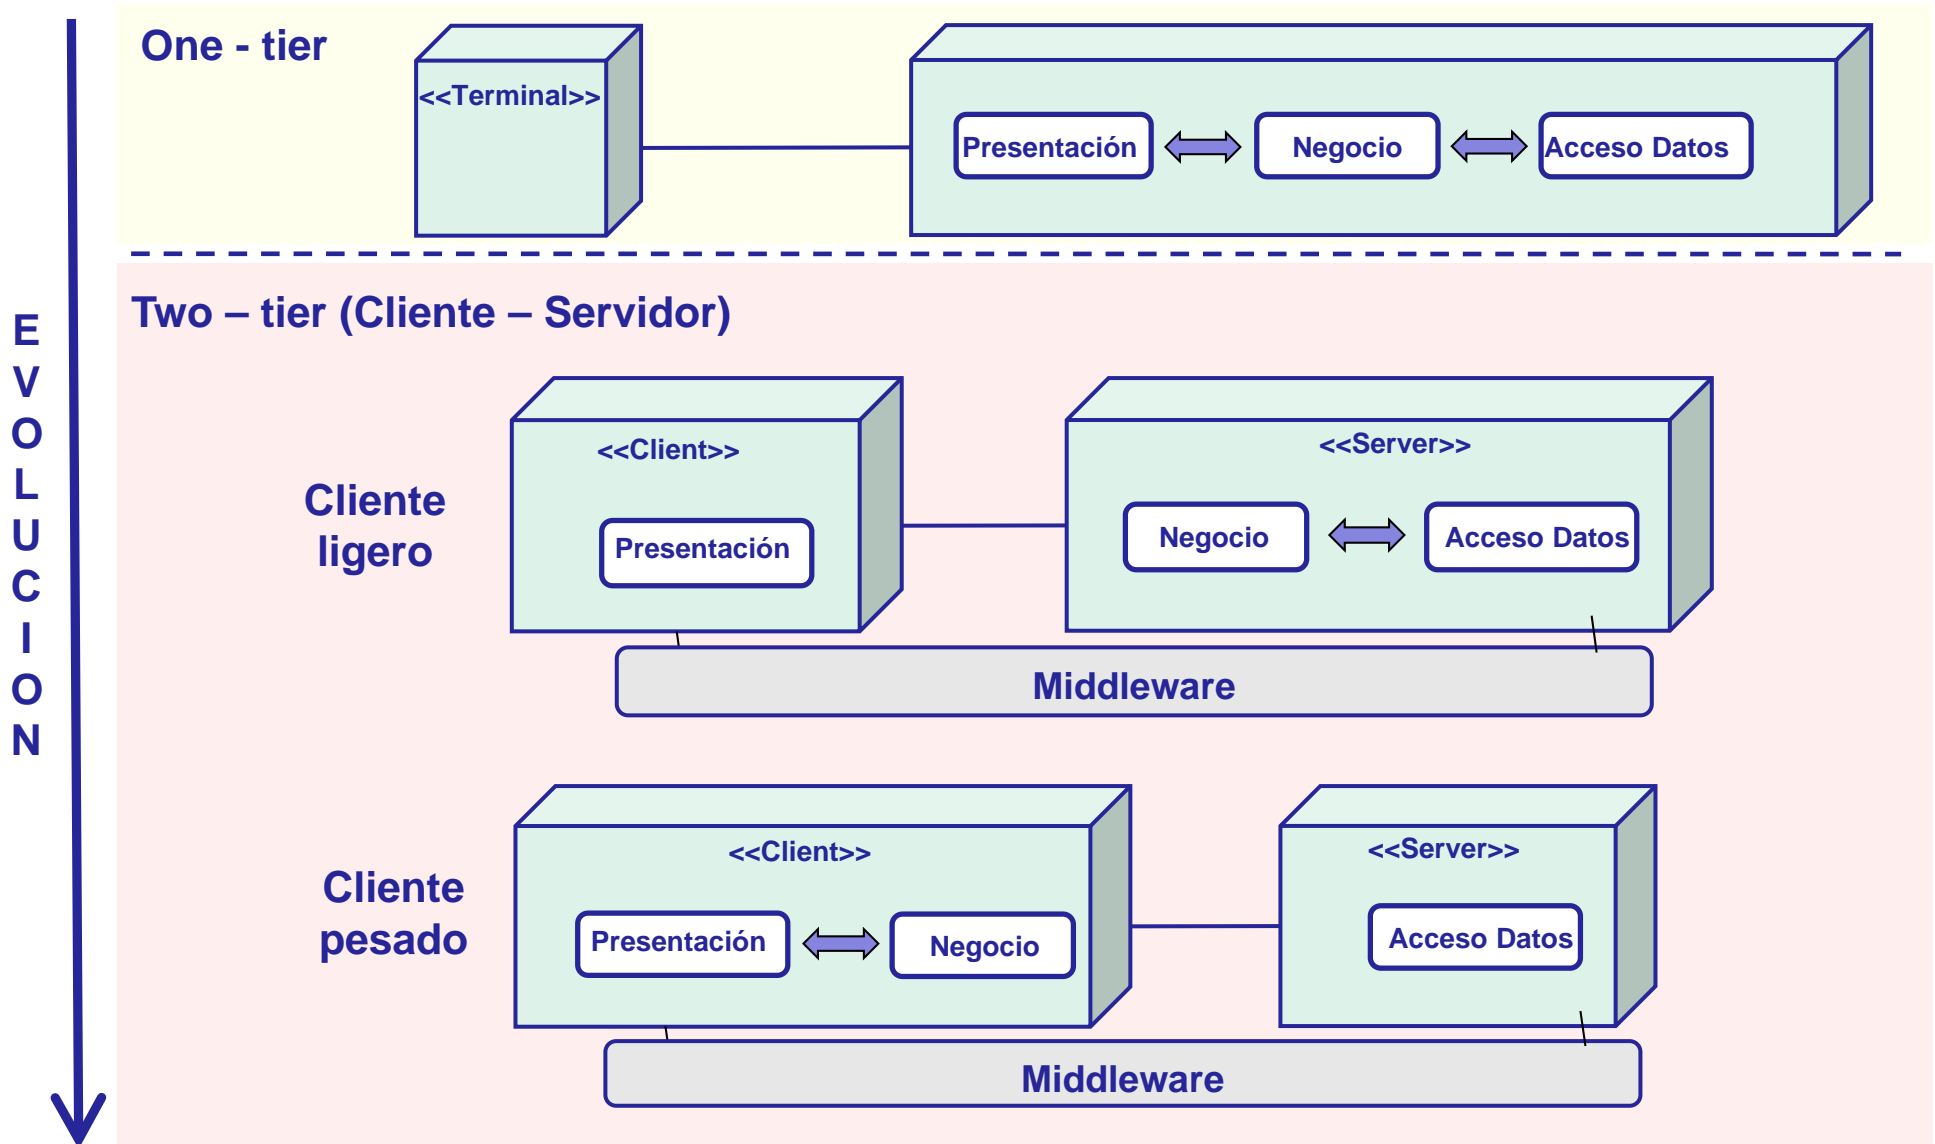 One - tier
<<Terminal>>
Presentación
Negocio
Acceso Datos
E
V
O
L
U
C
I
O
N
Two – tier (Cliente – Servidor)
Cliente
ligero
<<Client>>
Presentación
<<Server>>
Negocio
Acceso Datos
Middleware
Cliente
pesado
<<Client>>
Presentación
Negocio
<<Server>>
Acceso Datos
Middleware